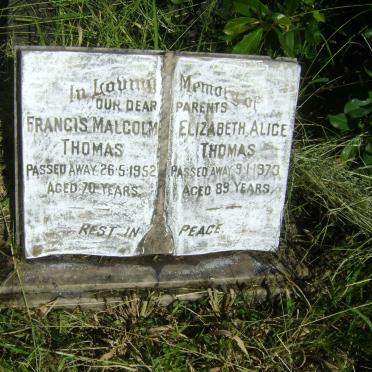 In Loving Memory of
OUR DEAR PARENTS
FRANCIS MALCOLM
THOMAS
PASSED AWAY 26·5·1952
AGED 70 YEARS.
ELIZABETH ALICE
THOMAS
PASSED AWAY 9·1·1973
AGED 89 YEARS.
REST IN PEACE.